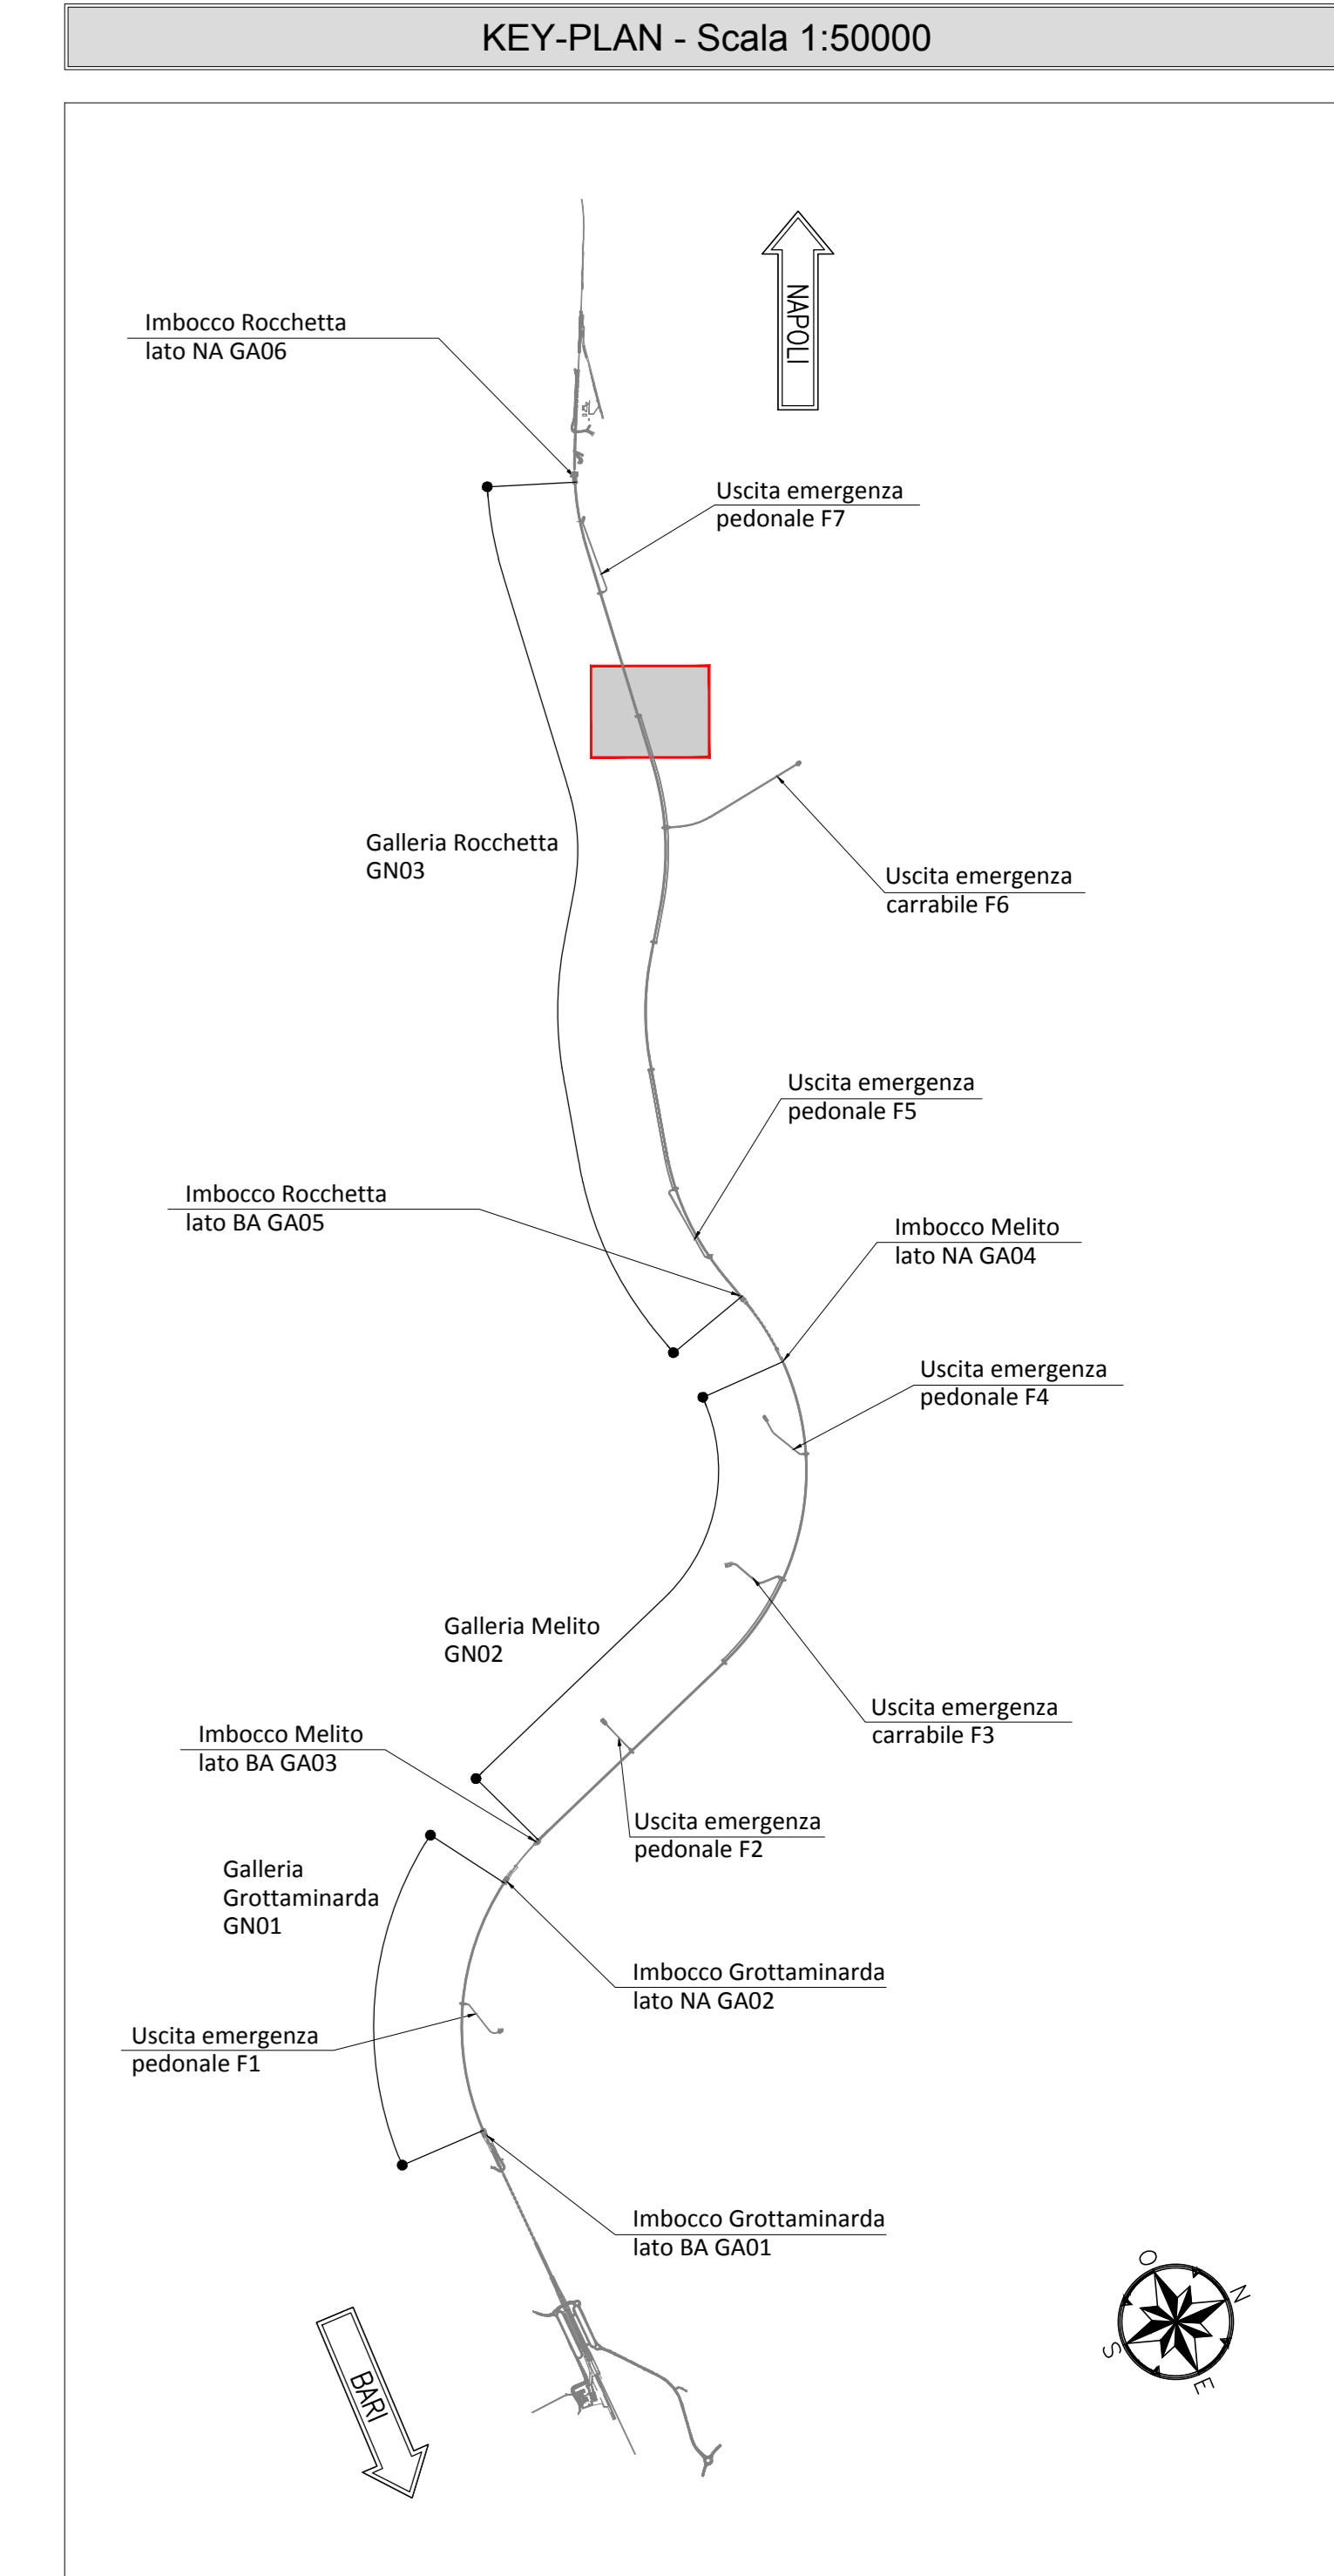 KEY-PLAN - Scala 1:50000
NAPOLI
Imbocco Rocchetta
lato NA GA06
Uscita emergenza
pedonale F7
Galleria Rocchetta
GN03
Uscita emergenza
carrabile F6
Uscita emergenza
pedonale F5
Imbocco Rocchetta
lato BA GA05
Imbocco Melito
lato NA GA04
Uscita emergenza
pedonale F4
Galleria Melito
GN02
Uscita emergenza
carrabile F3
Imbocco Melito
lato BA GA03
Uscita emergenza
pedonale F2
Galleria
Grottaminarda
GN01
Imbocco Grottaminarda
lato NA GA02
Uscita emergenza
pedonale F1
Imbocco Grottaminarda
lato BA GA01
BARI
O
N
S
E